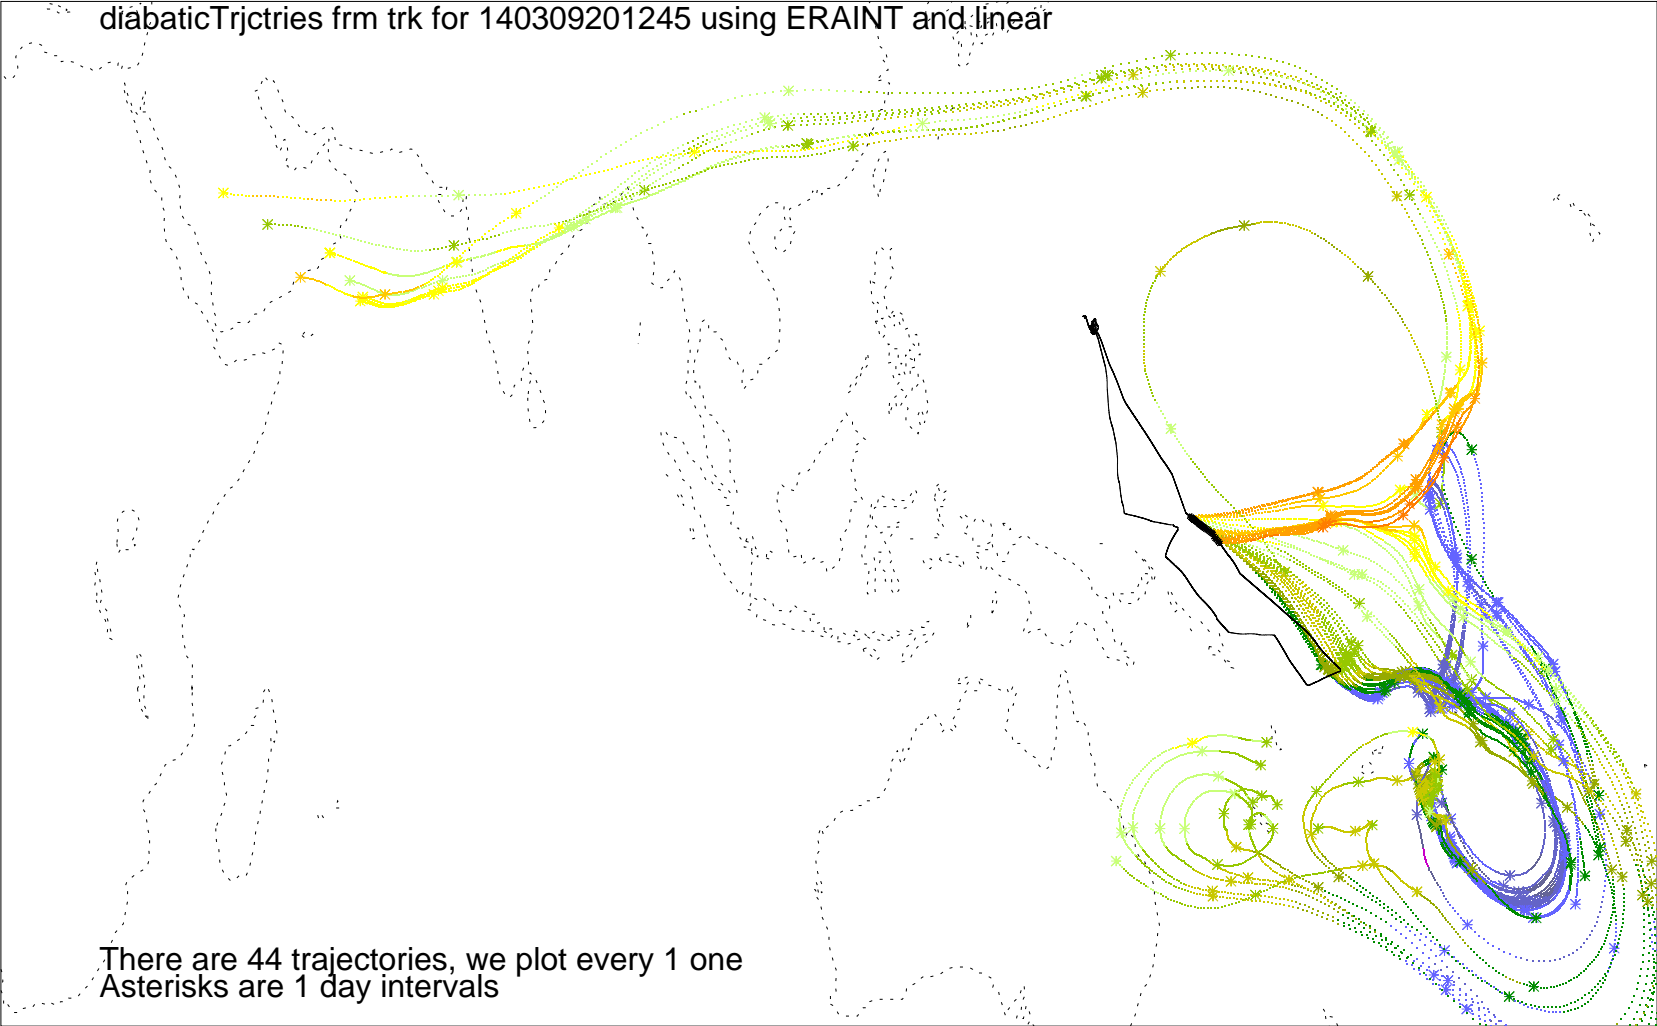 diabaticTrjctries frm trk for 140309201245 using ERAINT and linear
There are 44 trajectories, we plot every 1 one
Asterisks are 1 day intervals